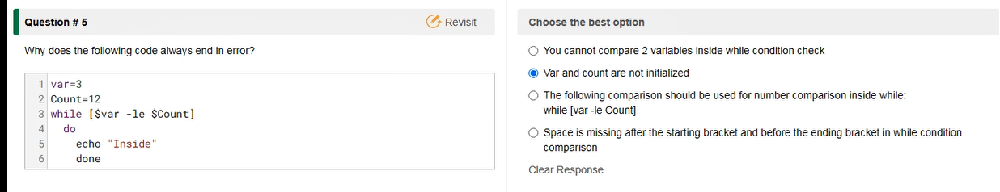 Question # 5
Revisit
Why does the following code always end in error?
1 var=3
2 Count=12
3 while [$var -le $Count]
4 do
5 echo "Inside"
6 done
Choose the best option
You cannot compare 2 variables inside while condition check
Var and count are not initialized
The following comparison should be used for number comparison inside while:
while [var -le Count]
Space is missing after the starting bracket and before the ending bracket in while condition
comparison
Clear Response